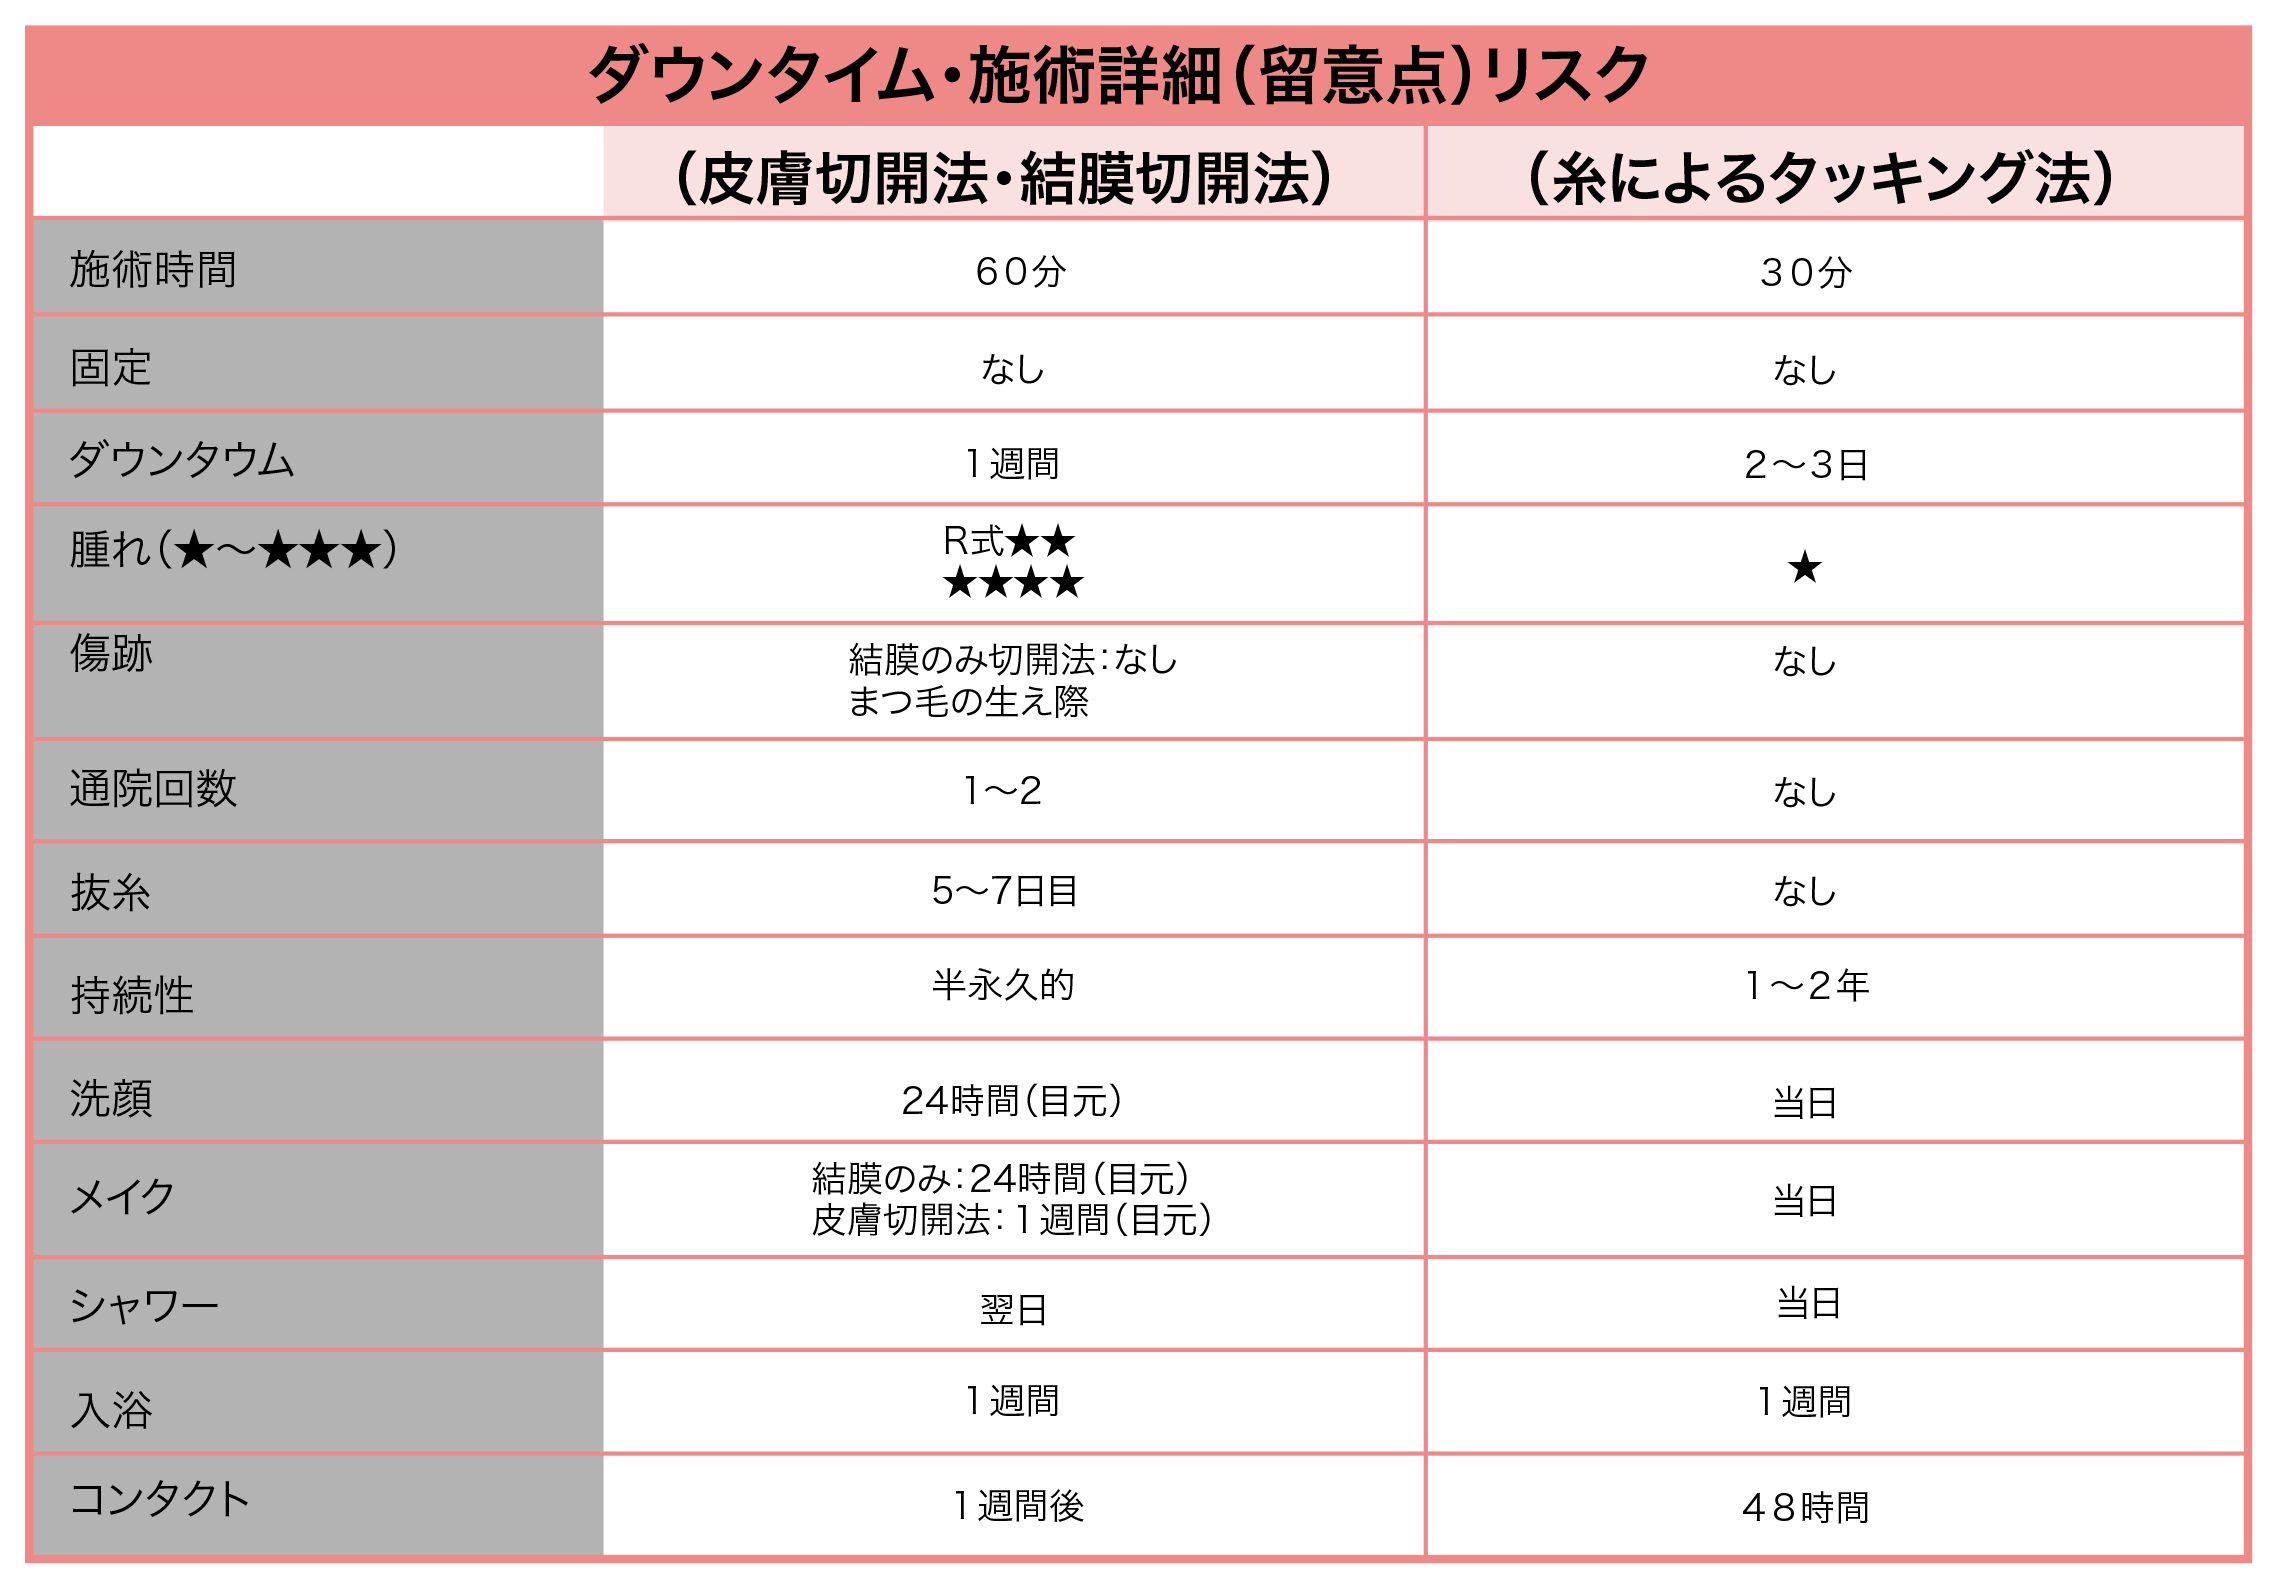 ダウンタイム・施術詳細（留意点）リスク
（皮膚切開法・結膜切開法） （糸によるタッキング法）
施術時間 ６０分 ３０分
固定 なし なし
ダウンタウム １週間 ２〜３日
腫れ（★〜★★★） R式★★
★★★★ ★
傷跡 結膜のみ切開法：なし なし
まつ毛の生え際
通院回数 1〜2 なし
抜糸 5〜7日目 なし
持続性 半永久的 １〜２年
洗顔 24時間（目元） 当日
メイク 結膜のみ：24時間（目元）
皮膚切開法：１週間（目元） 当日
シャワー 翌日 当日
入浴 １週間 １週間
コンタクト １週間後 ４８時間